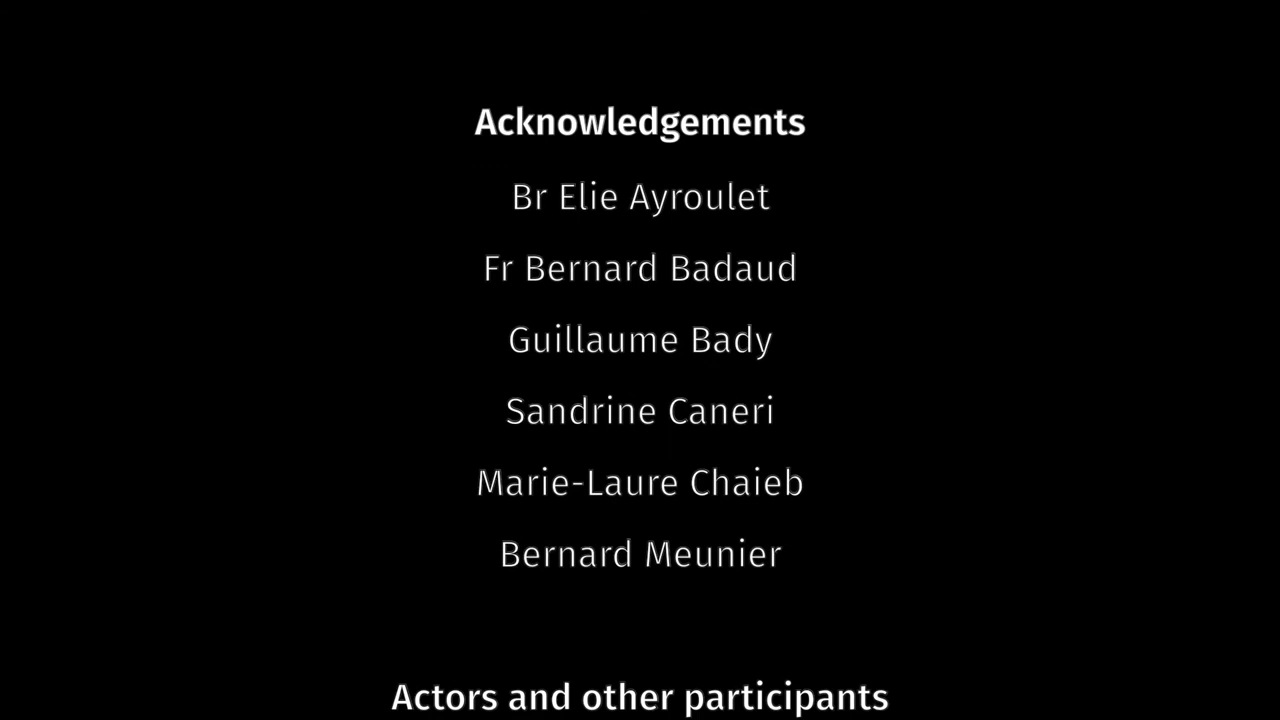 Acknowledgements
Br Elie Ayroulet
Fr Bernard Badaud
Guillaume Bady
Sandrine Caneri
Marie-Laure Chaieb
Bernard Meunier
Actors and other participants